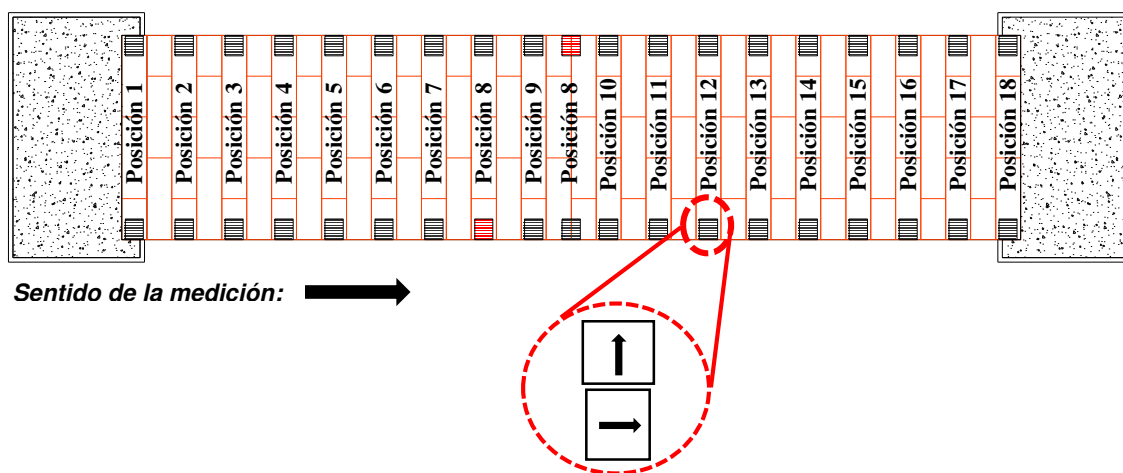 Posición 1
Posición 2
Posición 3
Posición 4
Posición 5
Posición 6
Posición 7
Posición 8
Posición 9
Posición 8
Posición 10
Posición 11
Posición 12
Posición 13
Posición 14
Posición 15
Posición 16
Posición 17
Posición 18
Sentido de la medición: